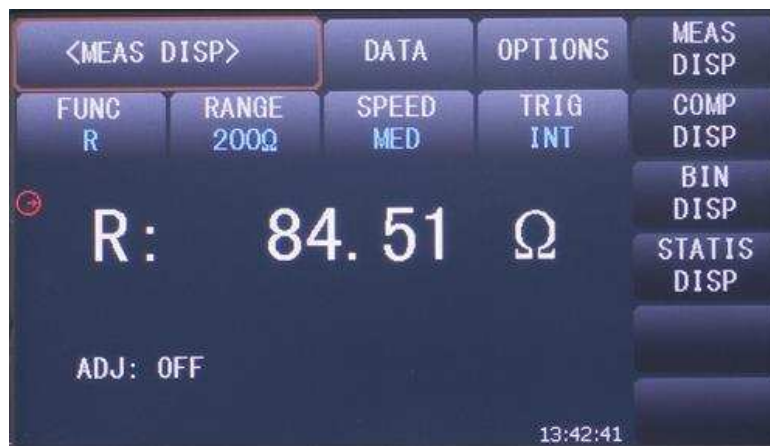 <MEAS DISP>
DATA
OPTIONS
MEAS
DISP
FUNC
R
RANGE
200Ω
SPEED
MED
TRIG
INT
COMP
DISP
BIN
DISP
STATIS
DISP
R: 84.51 Ω
ADJ: OFF
13:42:41